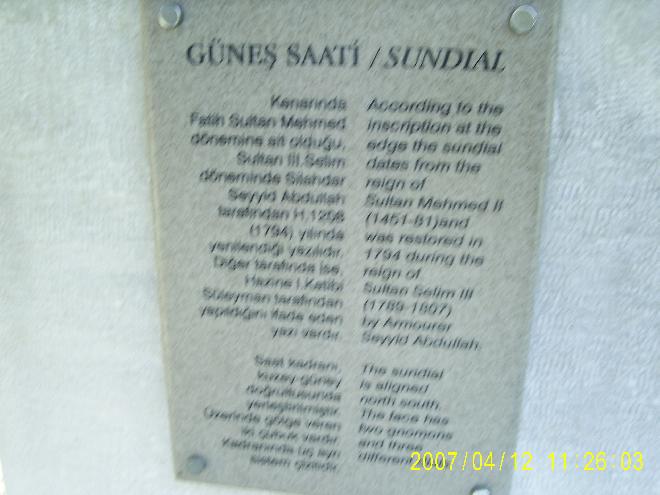 GÜNEŞ SAATİ / SUNDIAL
Kenarında
Fatih Sultan Mehmed
dönemine ait olduğu,
Sultan III.Selim
döneminde Silahdar
Seyyid Abdullah
tarafından H.1208
(1794) yılında
yenilendiği yazılıdır.
Diğer tarafında ise,
Hazine I.Katibi
Süleyman tarafından
yapıldığını ifade eden
yazı vardır.
Saat kadranı,
kuzey güney
doğrultusunda
yerleştirilmiştir.
Üzerinde gölge veren
iki çubuk vardır.
Kadranında üç ayrı
sistem çizilidir.
According to the
inscription at the
edge the sundial
dates from the
reign of
Sultan Mehmed II
(1451-81)and
was restored in
1794 during the
reign of
Sultan Selim III
(1789-1807)
by Armourer
Seyyid Abdullah.
The sundial
is aligned
north south.
The face has
two gnomons
and three
different
2007/04/12 11:26:03